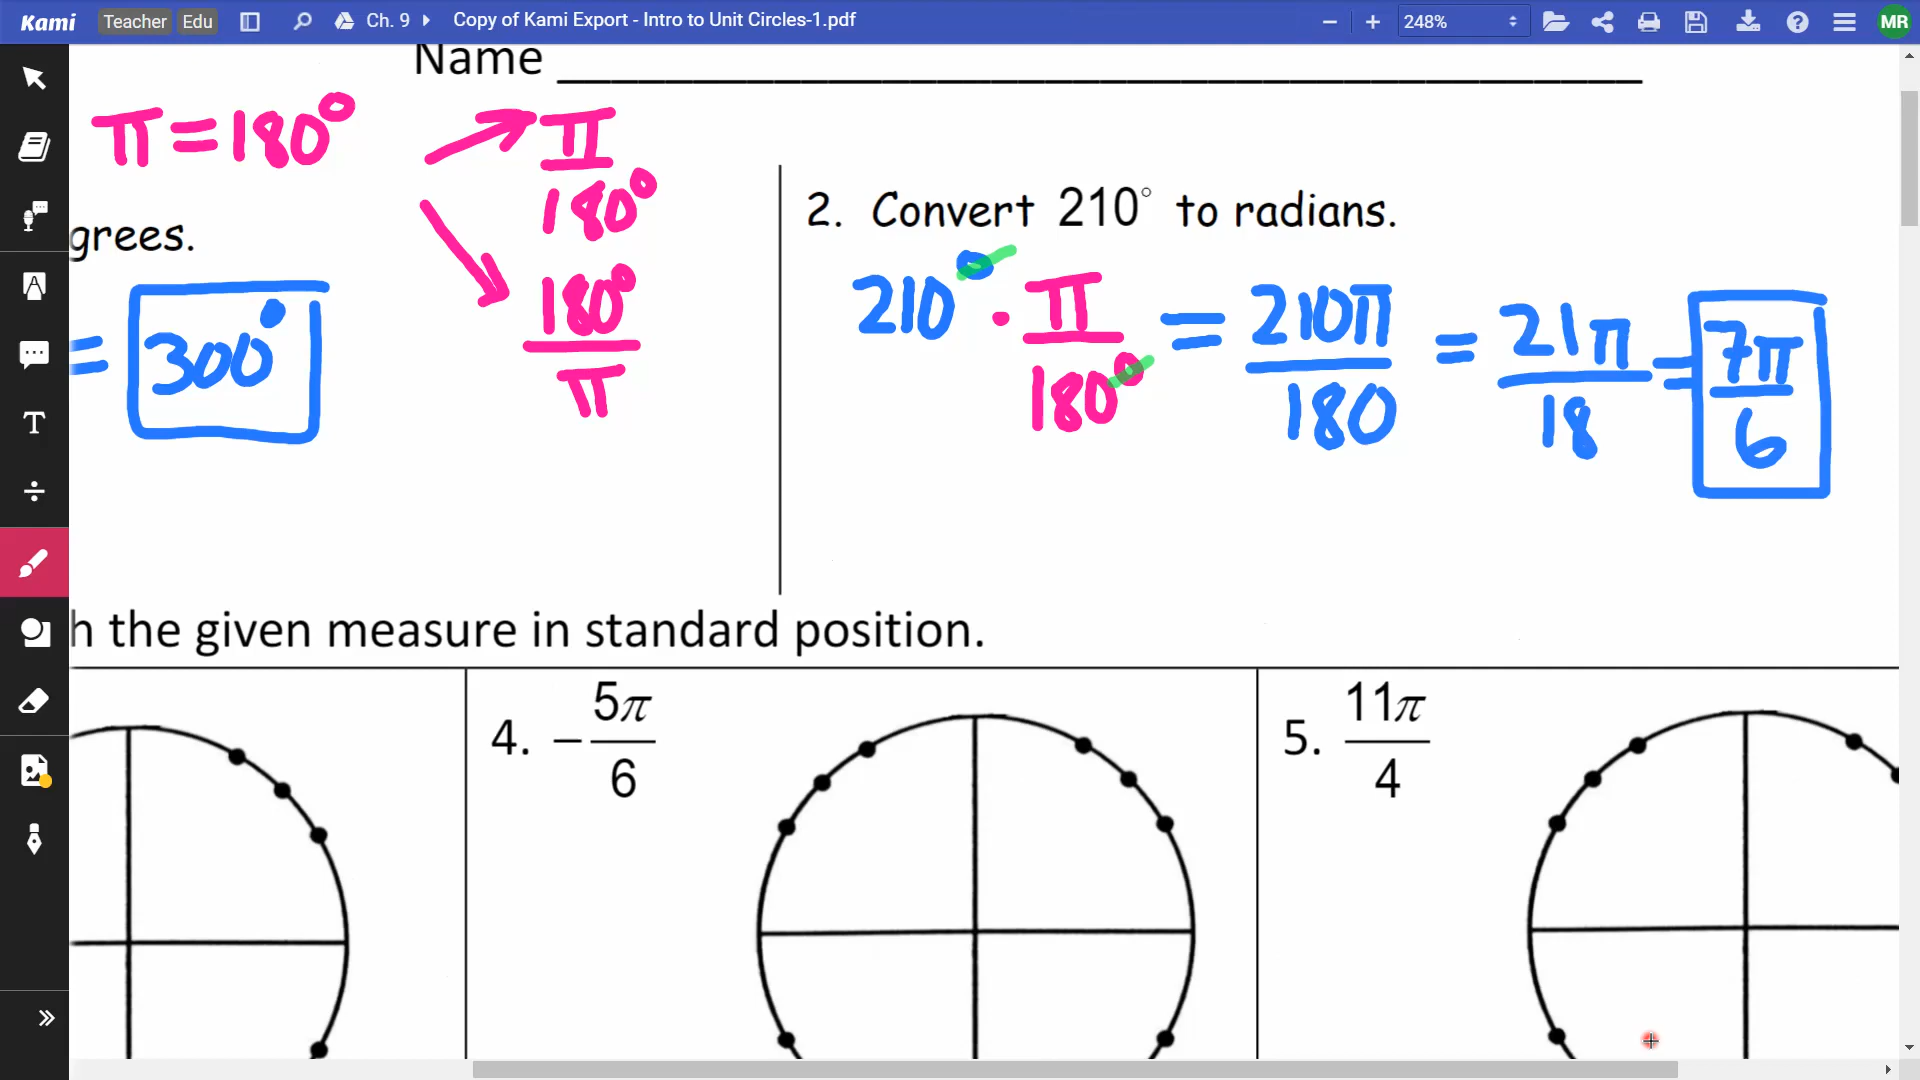 Kami Teacher Edu Ch. 9 Copy of Kami Export - Intro to Unit Circles-1.pdf 248% MR
Name
π = 180°
π/180°
180°/π
grees.
= 300°
2. Convert 210° to radians.
210° · π/180° = 210π/180 = 21π/18 = 7π/6
h the given measure in standard position.
4. −5π/6
5. 11π/4